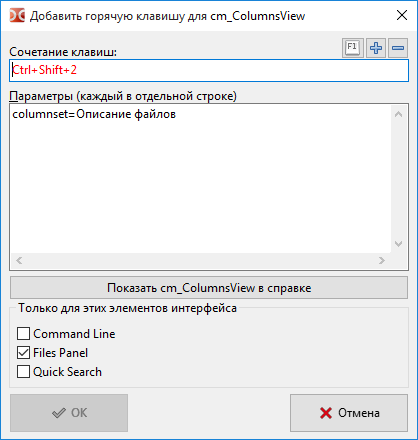 Добавить горячую клавишу для cm_ColumnsView
Сочетание клавиш:
F1
Ctrl+Shift+2
Параметры (каждый в отдельной строке)
columnset=Описание файлов
Показать cm_ColumnsView в справке
Только для этих элементов интерфейса
Command Line
Files Panel
Quick Search
OK
Отмена